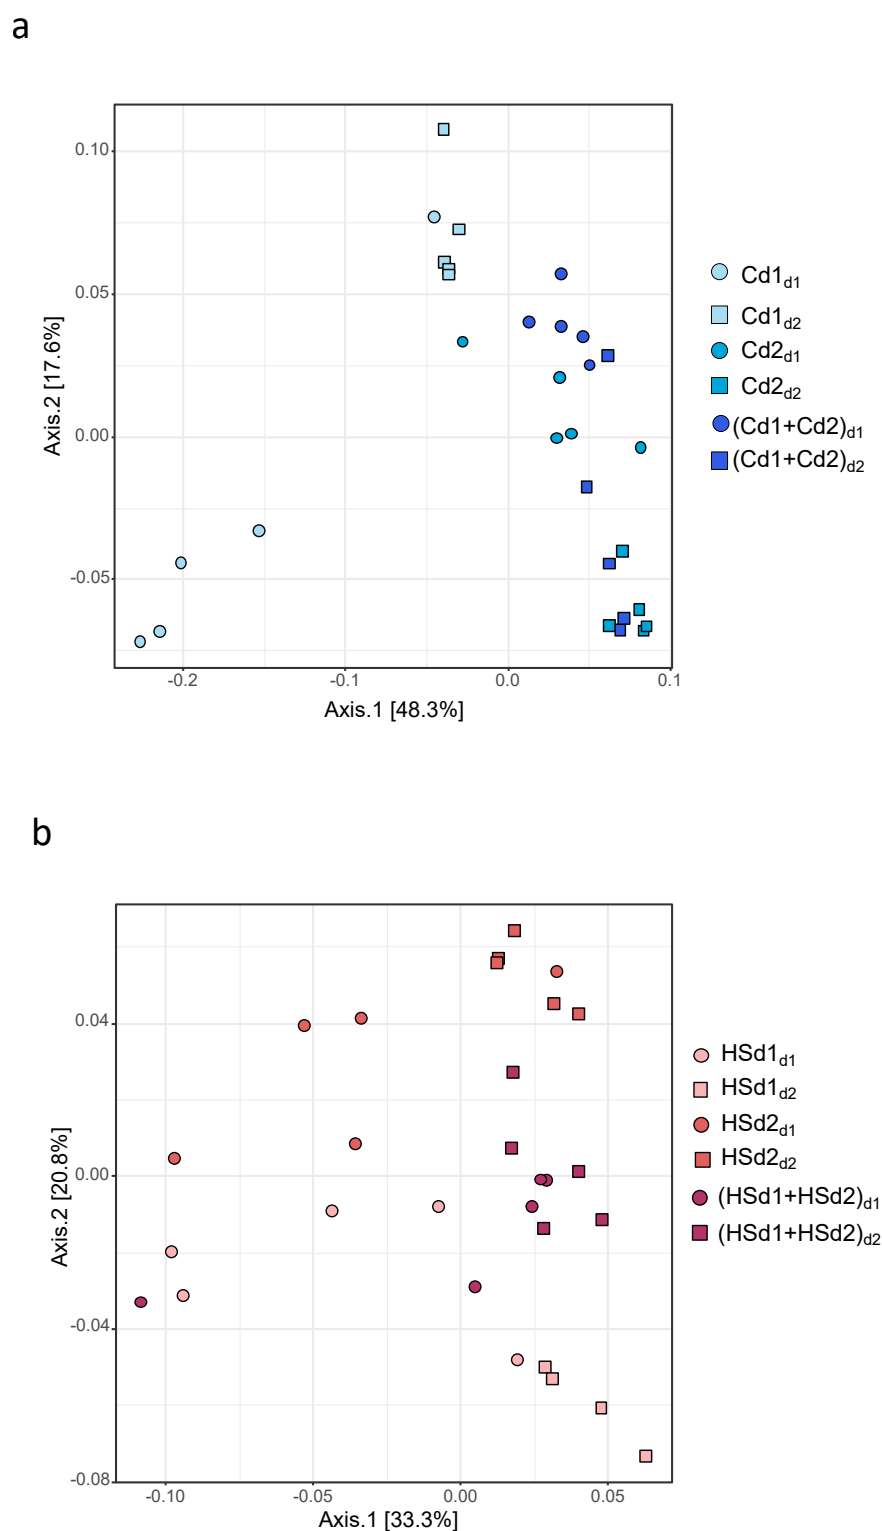 a
0.10
0.05
0.00
-0.05
Axis.2 [17.6%]
-0.2 -0.1 0.0 0.1
Axis.1 [48.3%]
Cd1d1
Cd1d2
Cd2d1
Cd2d2
(Cd1+Cd2)d1
(Cd1+Cd2)d2
b
0.04
0.00
-0.04
-0.08
Axis.2 [20.8%]
-0.10 -0.05 0.00 0.05
Axis.1 [33.3%]
HSd1d1
HSd1d2
HSd2d1
HSd2d2
(HSd1+HSd2)d1
(HSd1+HSd2)d2